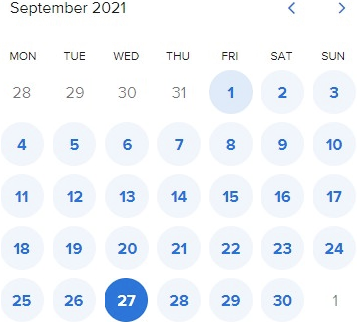 September 2021
MON TUE WED THU FRI SAT SUN
28 29 30 31 1 2 3
4 5 6 7 8 9 10
11 12 13 14 15 16 17
18 19 20 21 22 23 24
25 26 27 28 29 30 1